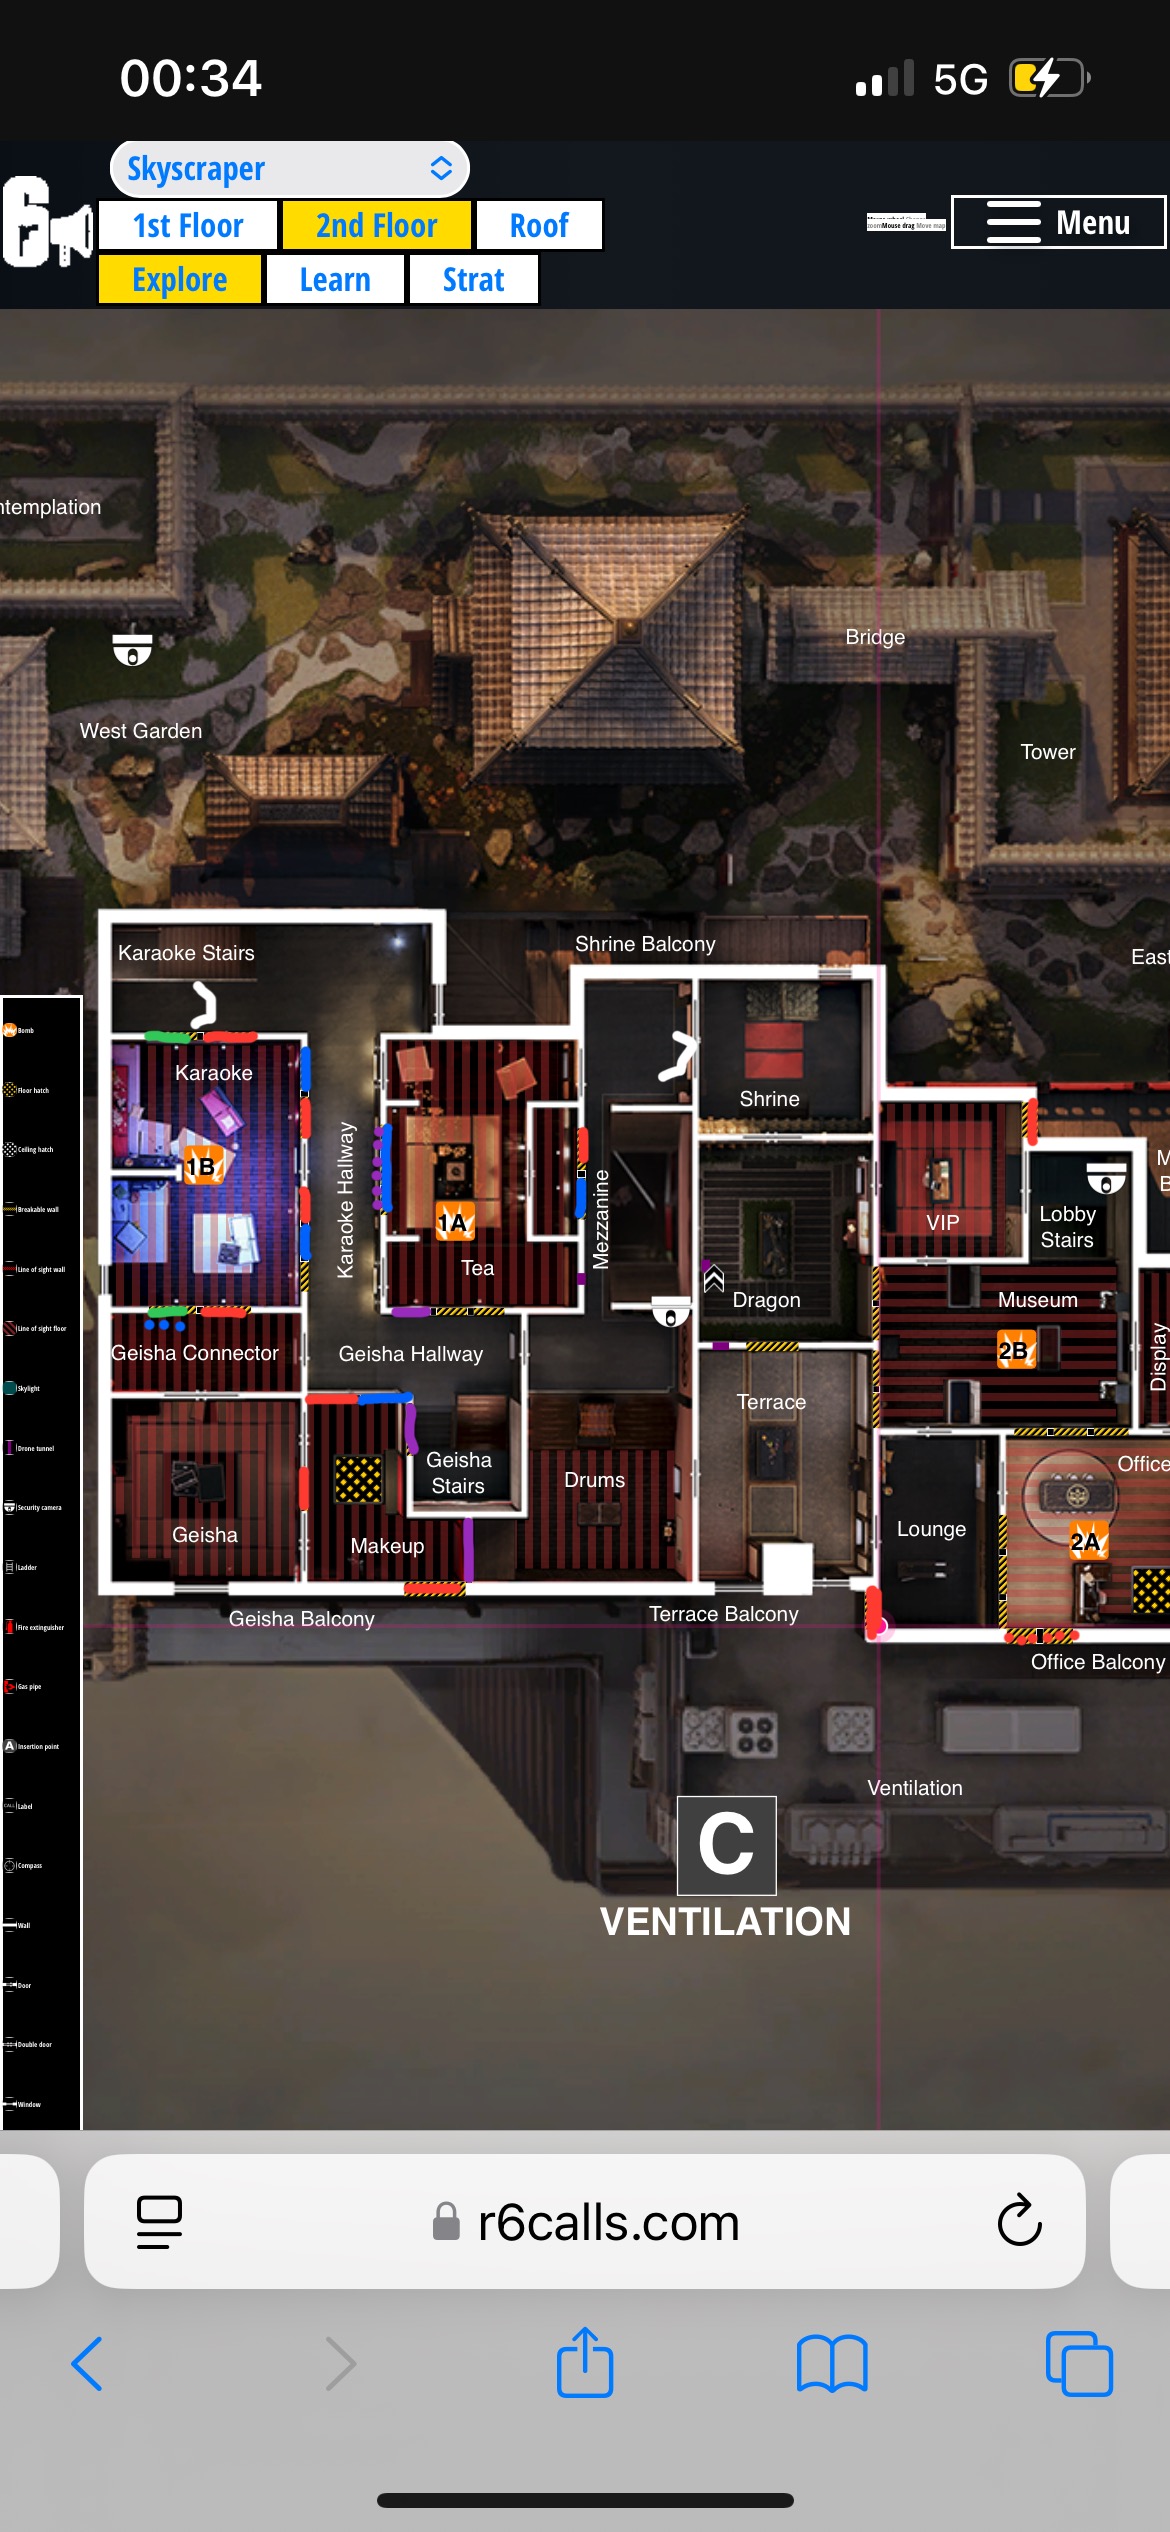 00:34
5G
Skyscraper
1st Floor
2nd Floor
Roof
Explore
Learn
Strat
Menu
ntemplation
West Garden
Bridge
Tower
Karaoke Stairs
Shrine Balcony
East
Karaoke
1B
Karaoke Hallway
1A
Tea
Mezzanine
Shrine
Dragon
VIP
Lobby
Stairs
M
B
Museum
2B
Display
Geisha Connector
Geisha Hallway
Terrace
Geisha
Stairs
Drums
Geisha
Makeup
Lounge
Office
2A
Geisha Balcony
Terrace Balcony
Office Balcony
Ventilation
C
VENTILATION
Bomb
Floor hatch
Ceiling hatch
Breakable wall
Line of sight wall
Line of sight floor
Skylight
Drone tunnel
Security camera
Ladder
Fire extinguisher
Gas pipe
A
Insertion point
Label
Compass
Wall
Door
Double door
Window
r6calls.com